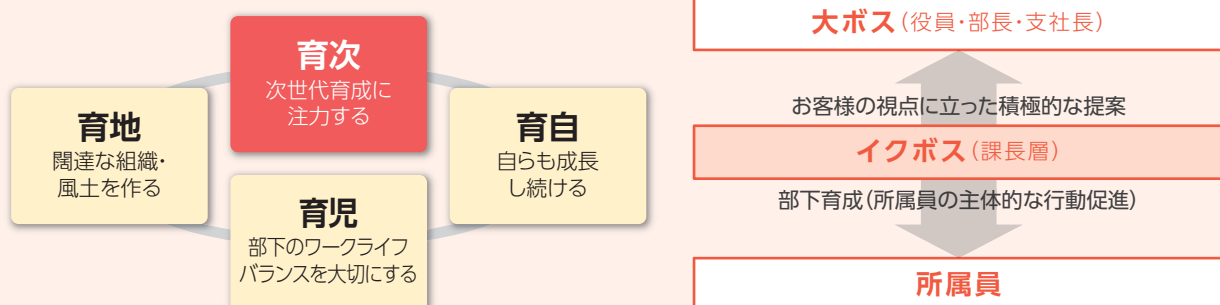 育次
次世代育成に
注力する
育地
闊達な組織・
風土を作る
育自
自らも成長
し続ける
育児
部下のワークライフ
バランスを大切にする
大ボス（役員・部長・支社長）
お客様の視点に立った積極的な提案
イクボス（課長層）
部下育成（所属員の主体的な行動促進）
所属員